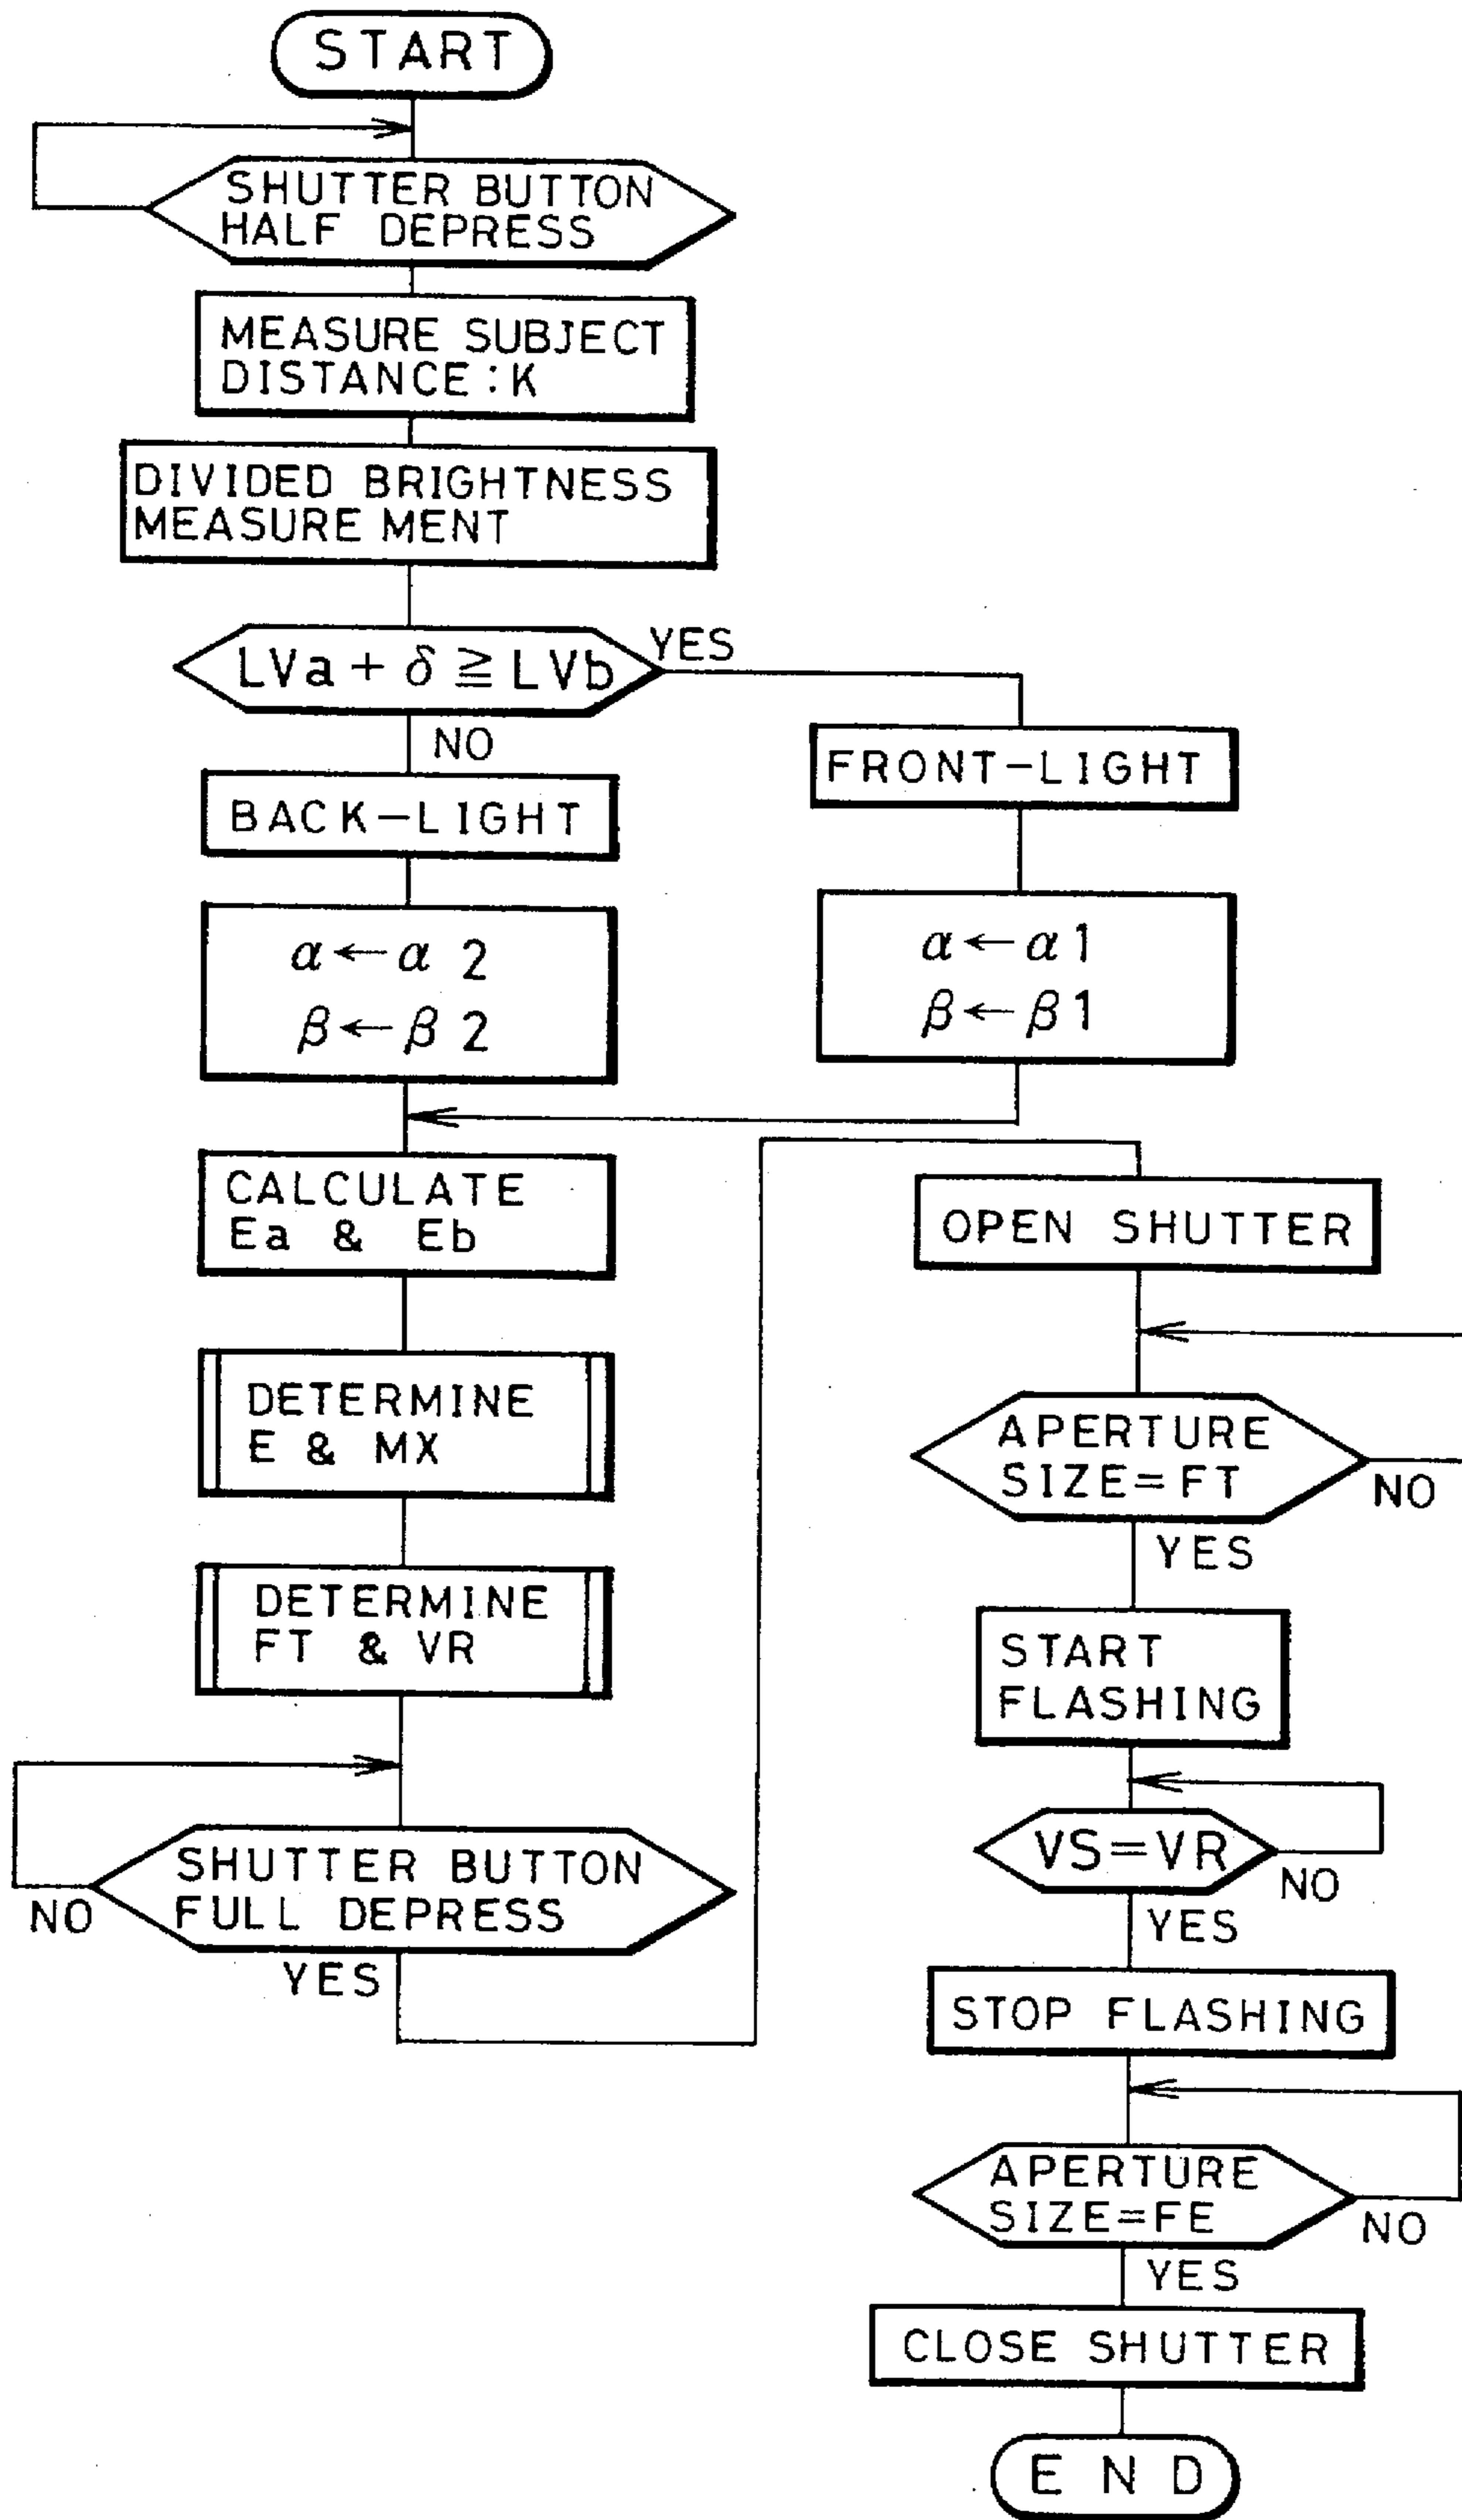 START
SHUTTER BUTTON
HALF DEPRESS
MEASURE SUBJECT
DISTANCE:K
DIVIDED BRIGHTNESS
MEASURE MENT
LVa + δ ≧ LVb
YES
NO
BACK-LIGHT
FRONT-LIGHT
α ← α 2
β ← β 2
α ← α 1
β ← β 1
CALCULATE
Ea & Eb
DETERMINE
E & MX
DETERMINE
FT & VR
SHUTTER BUTTON
FULL DEPRESS
NO
YES
OPEN SHUTTER
APERTURE
SIZE=FT
NO
YES
START
FLASHING
VS=VR
NO
YES
STOP FLASHING
APERTURE
SIZE=FE
NO
YES
CLOSE SHUTTER
END